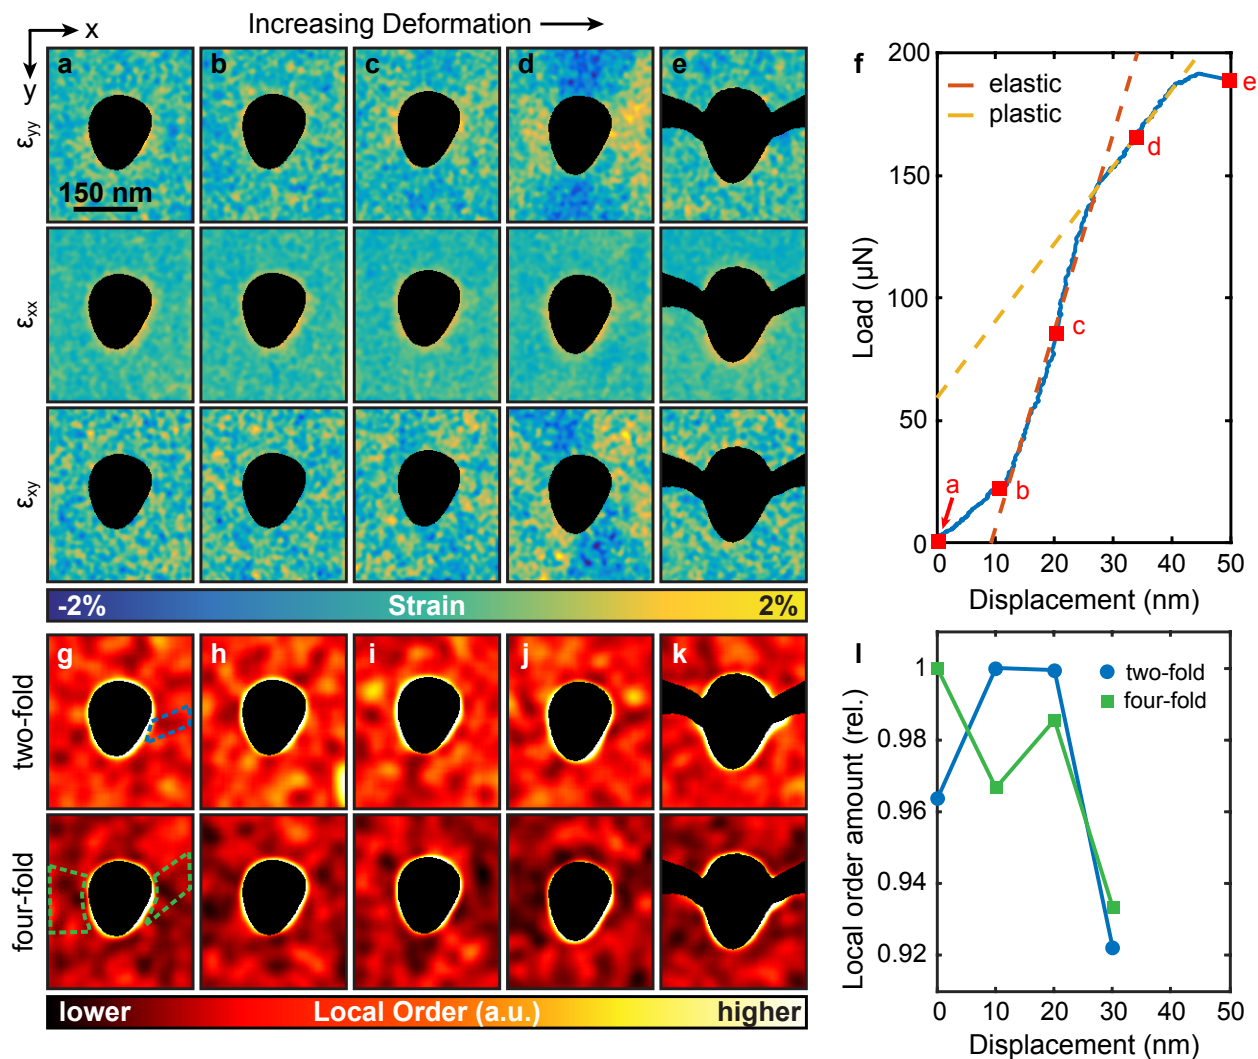 Increasing Deformation
x
y
a
b
c
d
e
εyy
150 nm
εxx
εxy
-2%
Strain
2%
f
elastic
plastic
200
150
100
50
0
Load (µN)
a
b
c
d
e
0
10
20
30
40
50
Displacement (nm)
g
h
i
j
k
two-fold
four-fold
lower
Local Order (a.u.)
higher
l
two-fold
four-fold
1
0.98
0.96
0.94
0.92
Local order amount (rel.)
0
10
20
30
40
50
Displacement (nm)